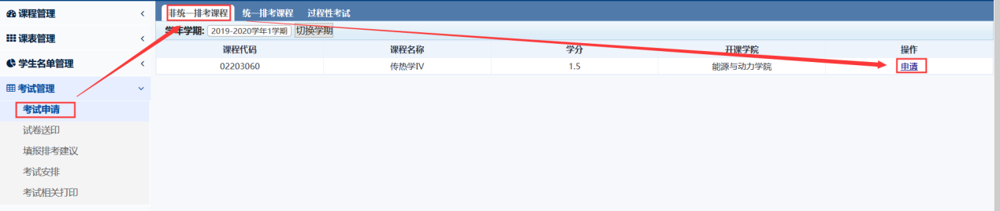 课程管理
课表管理
学生名单管理
考试管理
考试申请
试卷送印
填报排考建议
考试安排
考试相关打印
非统一排考课程 统一排考课程 过程性考试
学年学期: 2019-2020学年1学期 切换学期
课程代码 课程名称 学分 开课学院 操作
02203060 传热学IV 1.5 能源与动力学院 申请